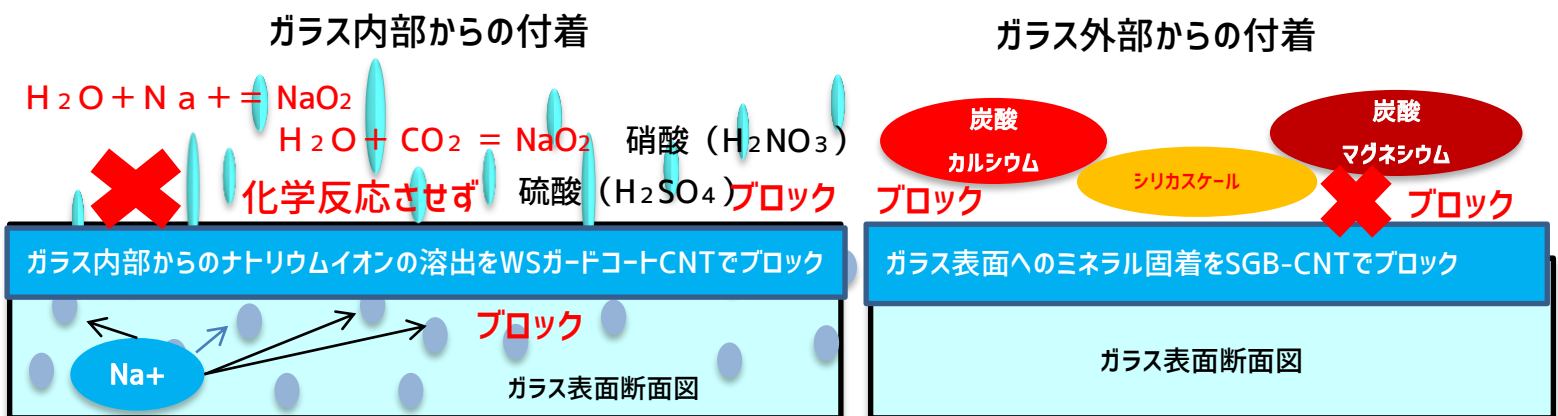 ガラス内部からの付着
H₂O+Na+= NaO₂
H₂O+ CO₂ = NaO₂ 硝酸（H₂NO₃）
化学反応させず 硫酸（H₂SO₄）ブロック
ガラス内部からのナトリウムイオンの溶出をWSガードコートCNTでブロック
ブロック
Na+
ガラス表面断面図
ガラス外部からの付着
炭酸
カルシウム
炭酸
マグネシウム
シリカスケール
ブロック
ブロック
ガラス表面へのミネラル固着をSGB-CNTでブロック
ガラス表面断面図